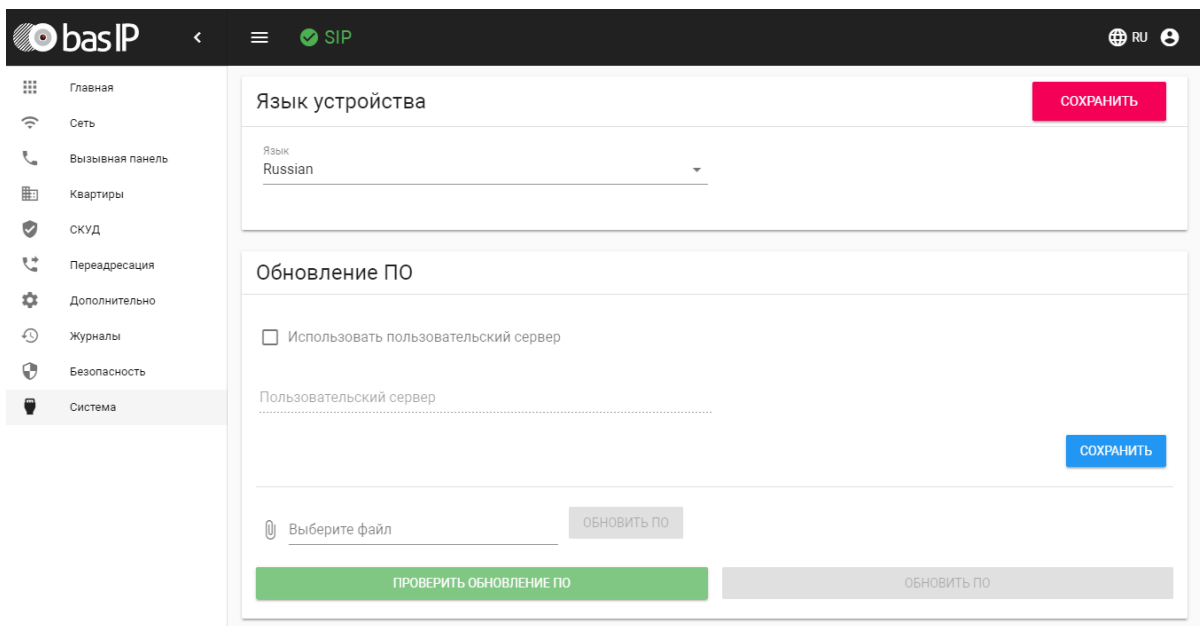 bas IP
SIP
RU
Главная
Сеть
Вызывная панель
Квартиры
СКУД
Переадресация
Дополнительно
Журналы
Безопасность
Система
Язык устройства
СОХРАНИТЬ
Язык
Russian
Обновление ПО
Использовать пользовательский сервер
Пользовательский сервер
СОХРАНИТЬ
Выберите файл
ОБНОВИТЬ ПО
ПРОВЕРИТЬ ОБНОВЛЕНИЕ ПО
ОБНОВИТЬ ПО